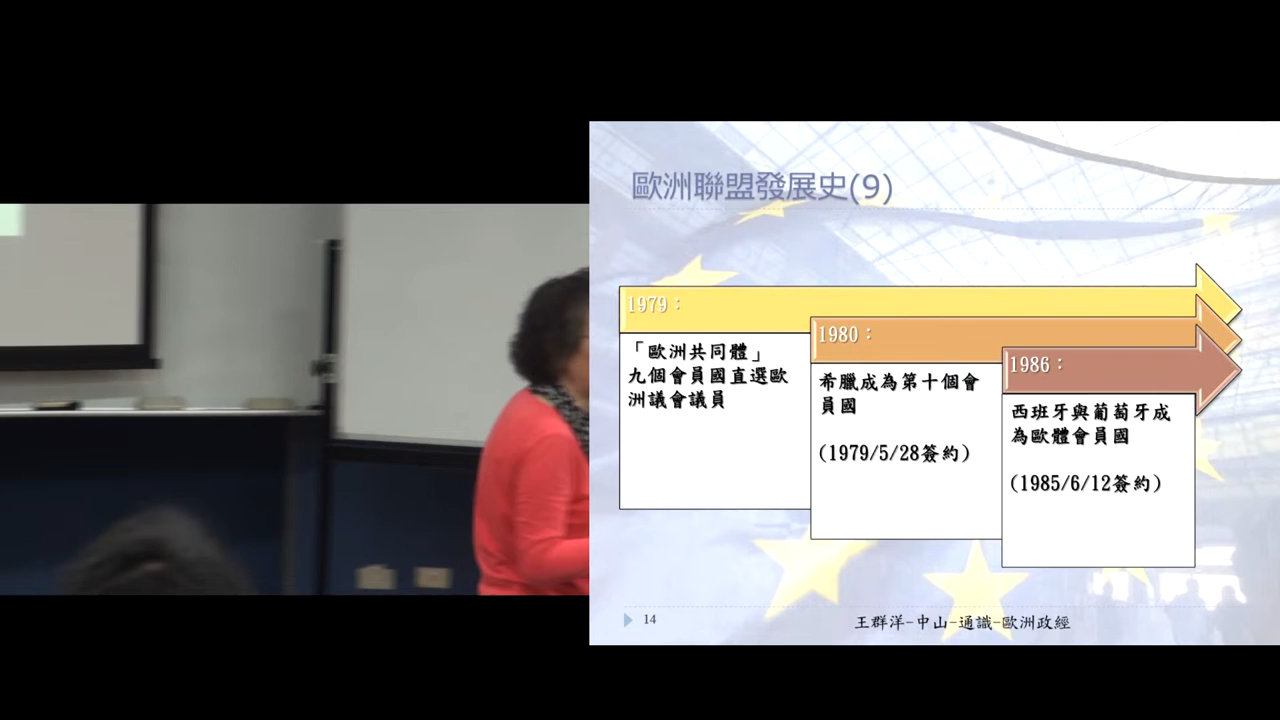 歐洲聯盟發展史(9)
1979：
「歐洲共同體」
九個會員國直選歐
洲議會議員
1980：
希臘成為第十個會
員國
(1979/5/28簽約)
1986：
西班牙與葡萄牙成
為歐體會員國
(1985/6/12簽約)
14
王群洋-中山-通識-歐洲政經